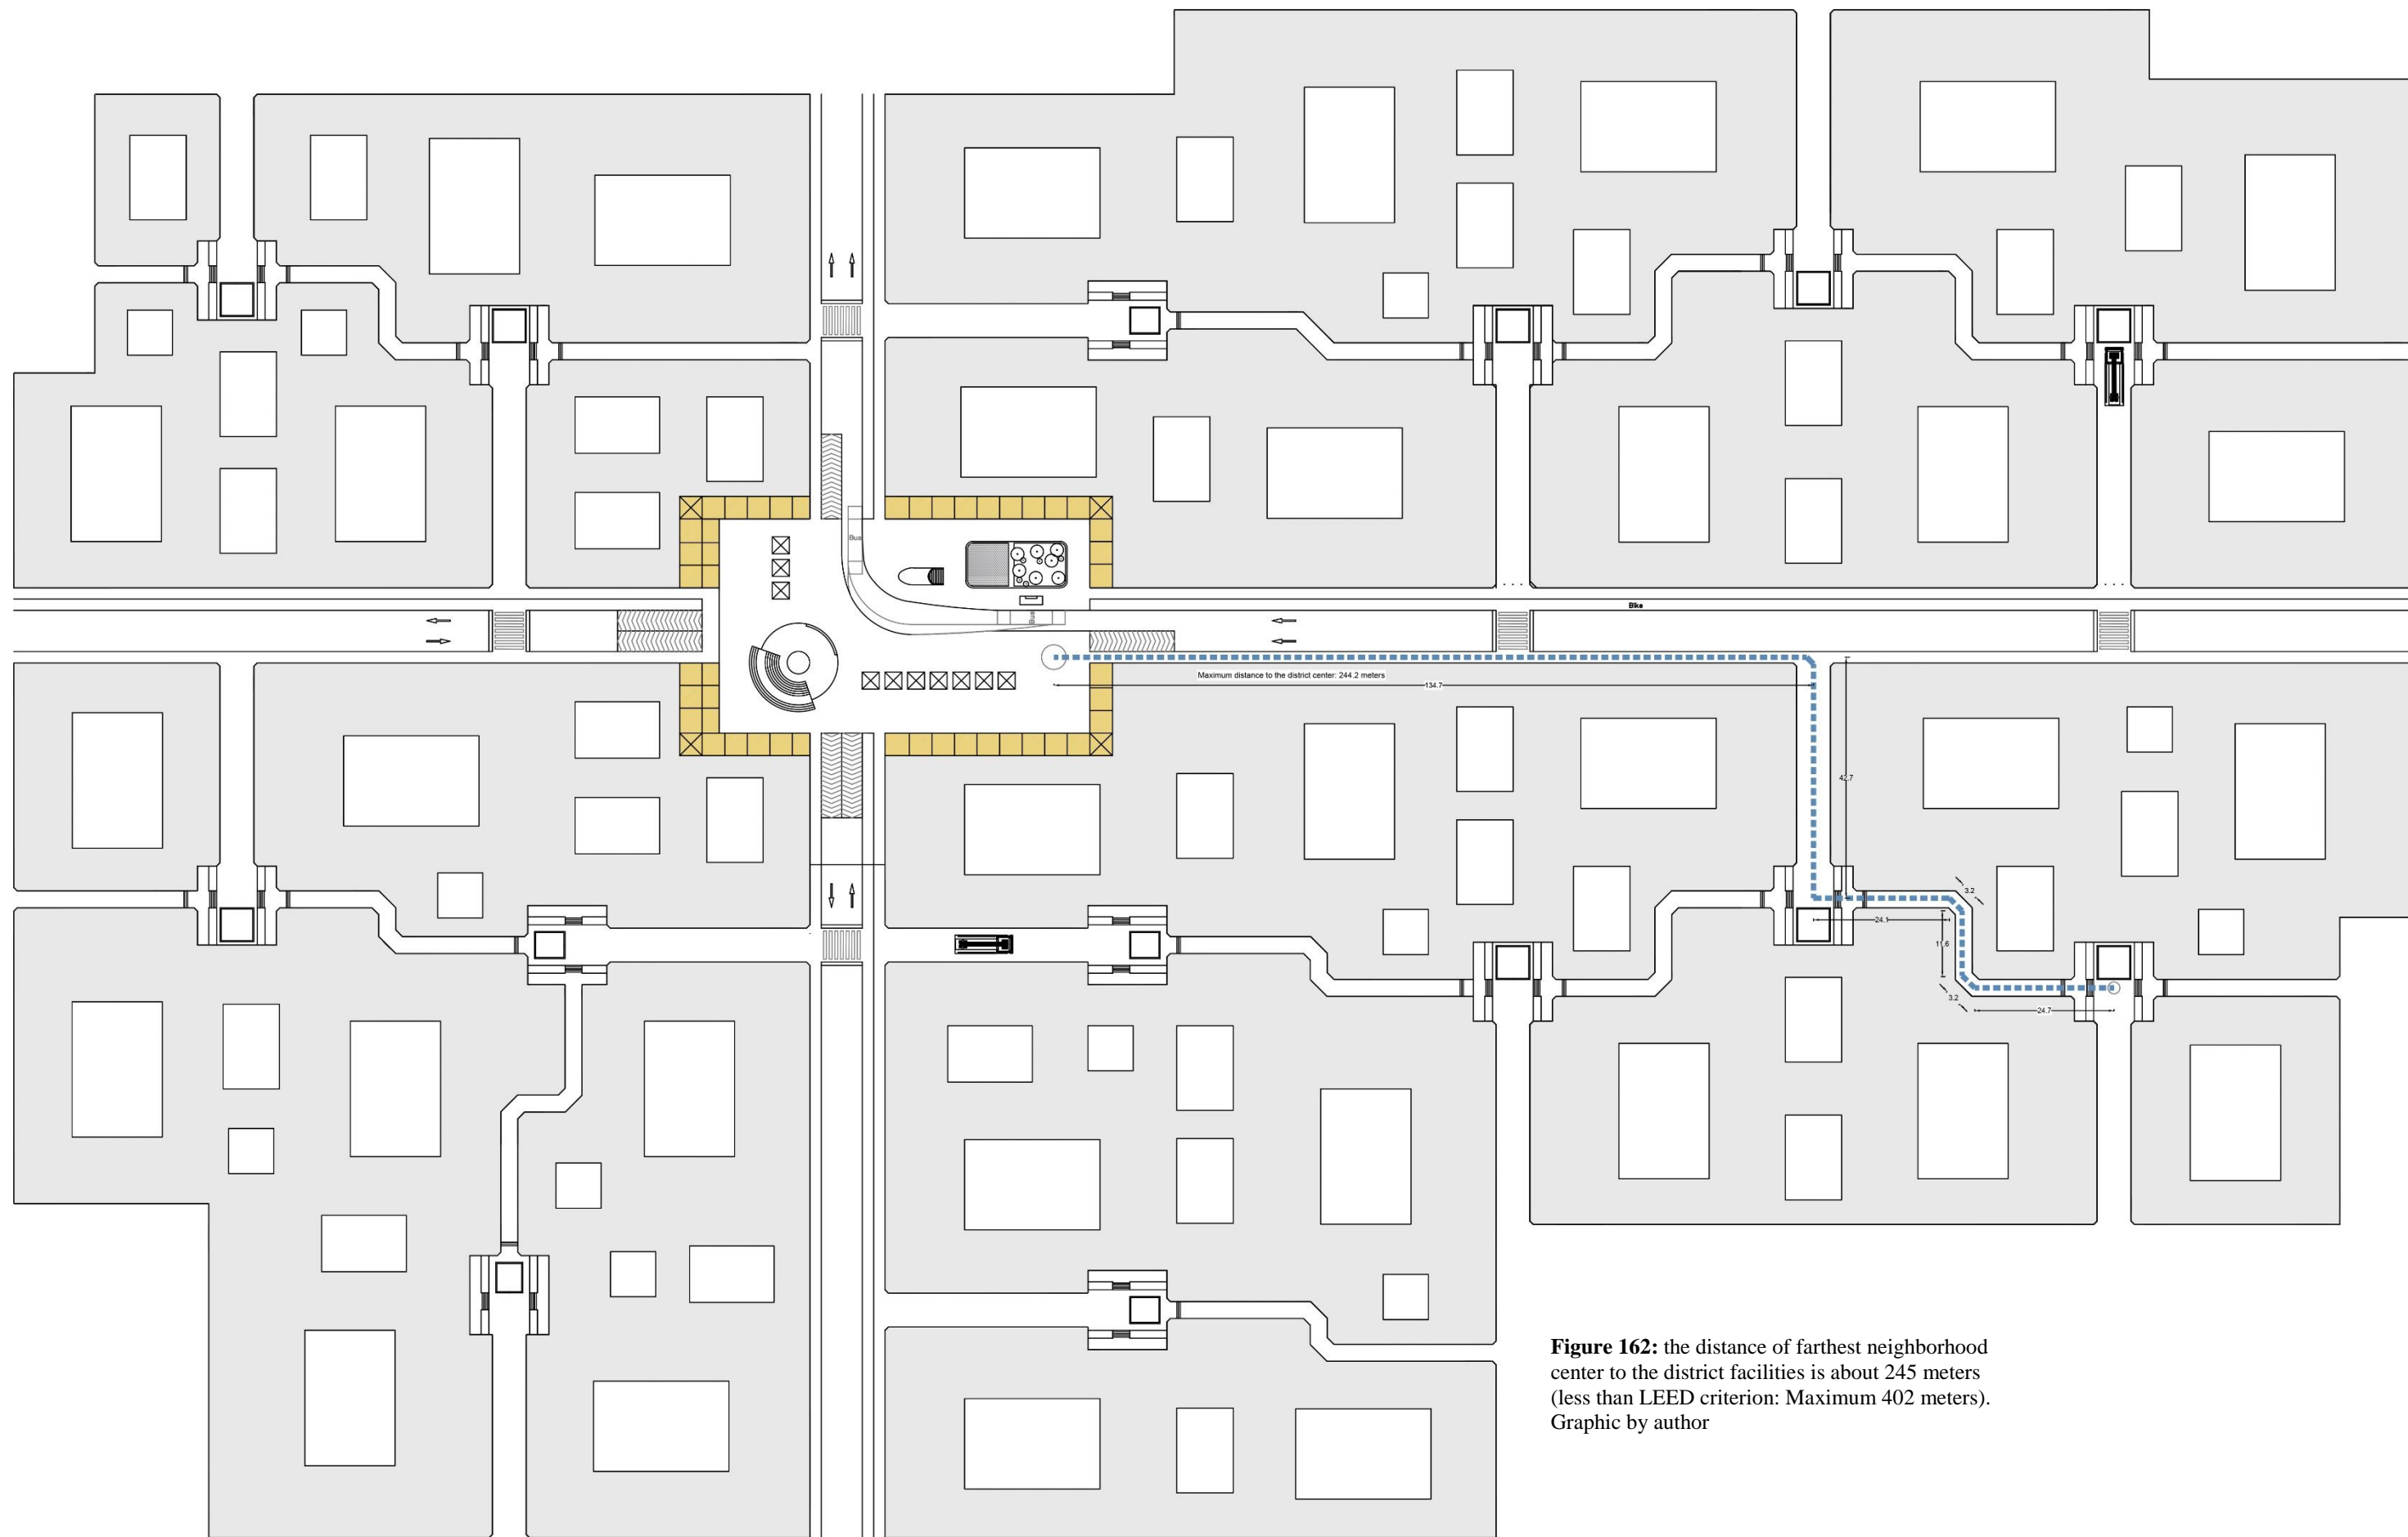 Bus
Bus
Bike
Maximum distance to the district center: 244.2 meters
134.7
42.7
3.2
24.1
11.6
3.2
24.7
Figure 162: the distance of farthest neighborhood
center to the district facilities is about 245 meters
(less than LEED criterion: Maximum 402 meters).
Graphic by author